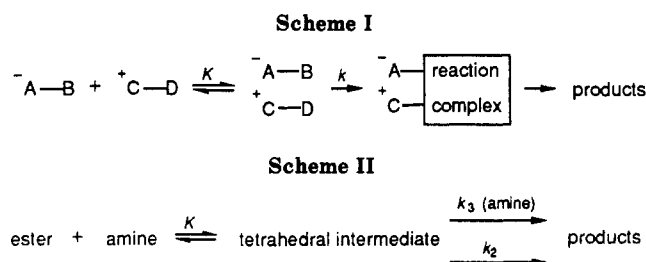 Scheme I
⁻A—B + ⁺C—D ⇌ K ⁻A—B ⁺C—D → k ⁻A— ⁺C— reaction complex → products
Scheme II
ester + amine ⇌ K tetrahedral intermediate k₃ (amine) k₂ products